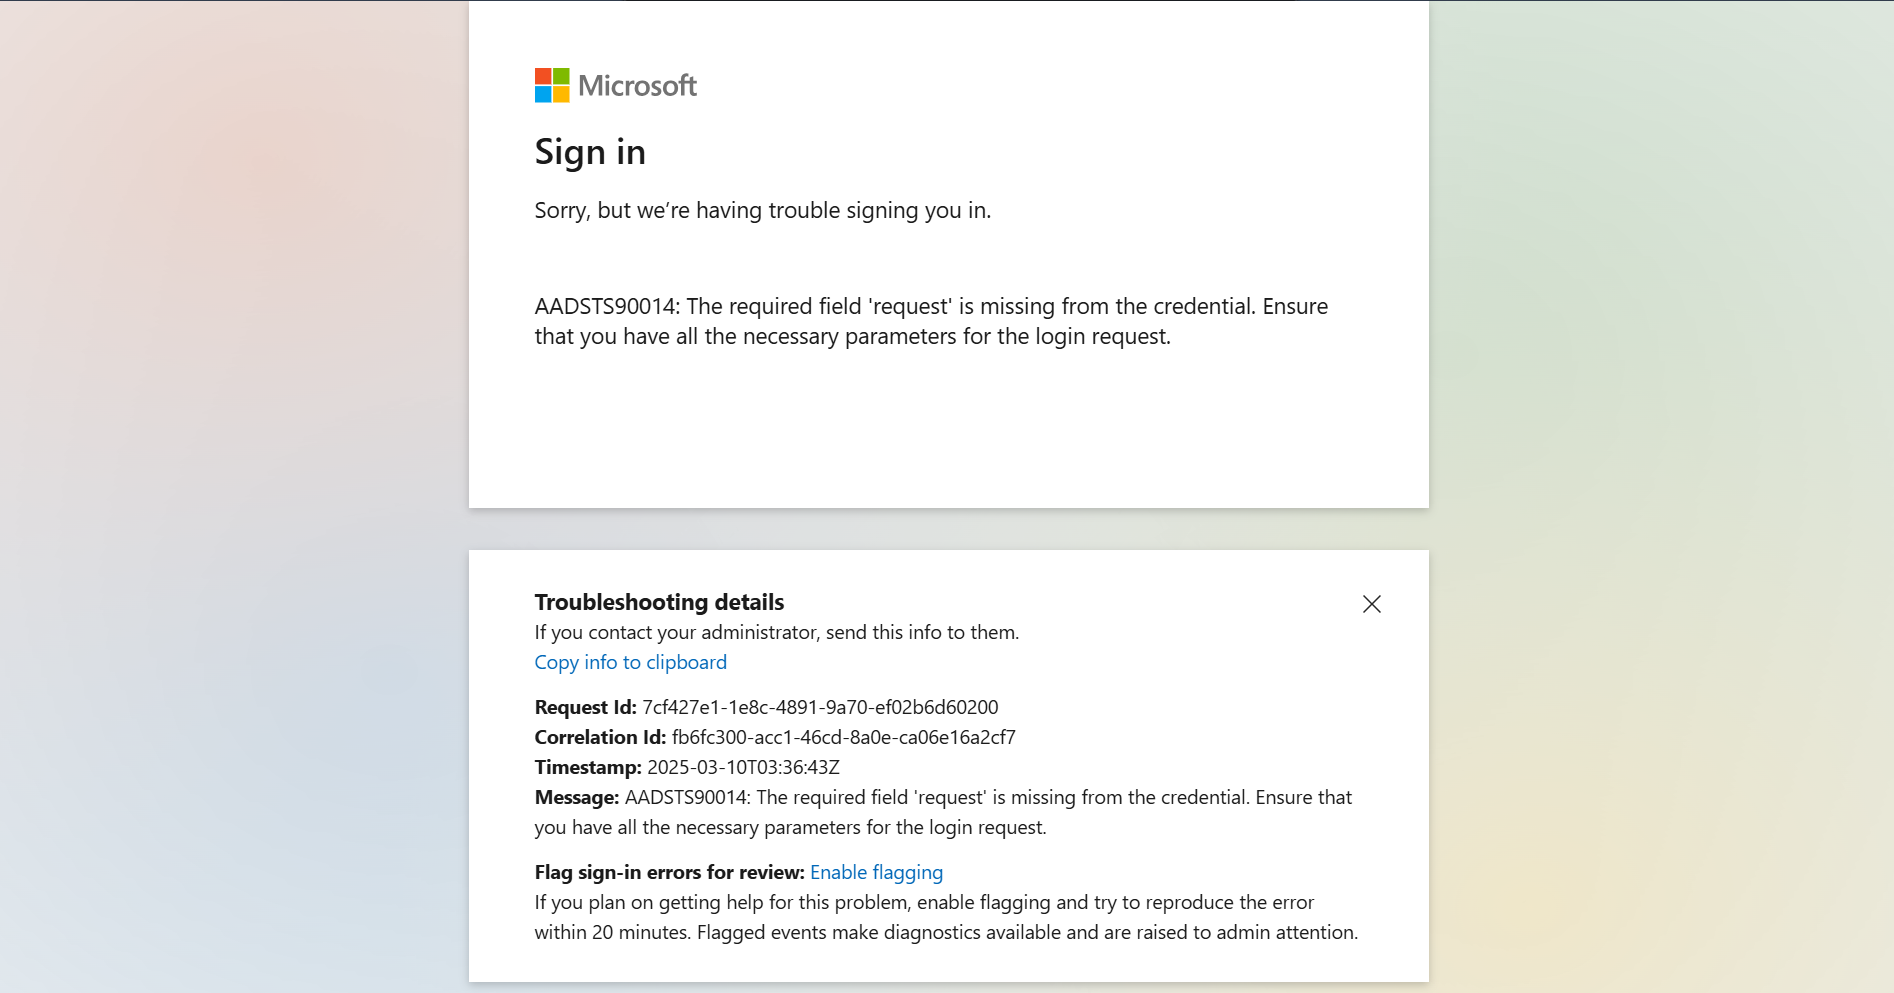 Microsoft
Sign in
Sorry, but we’re having trouble signing you in.
AADSTS90014: The required field 'request' is missing from the credential. Ensure
that you have all the necessary parameters for the login request.
Troubleshooting details
If you contact your administrator, send this info to them.
Copy info to clipboard
Request Id: 7cf427e1-1e8c-4891-9a70-ef02b6d60200
Correlation Id: fb6fc300-acc1-46cd-8a0e-ca06e16a2cf7
Timestamp: 2025-03-10T03:36:43Z
Message: AADSTS90014: The required field 'request' is missing from the credential. Ensure that
you have all the necessary parameters for the login request.
Flag sign-in errors for review: Enable flagging
If you plan on getting help for this problem, enable flagging and try to reproduce the error
within 20 minutes. Flagged events make diagnostics available and are raised to admin attention.